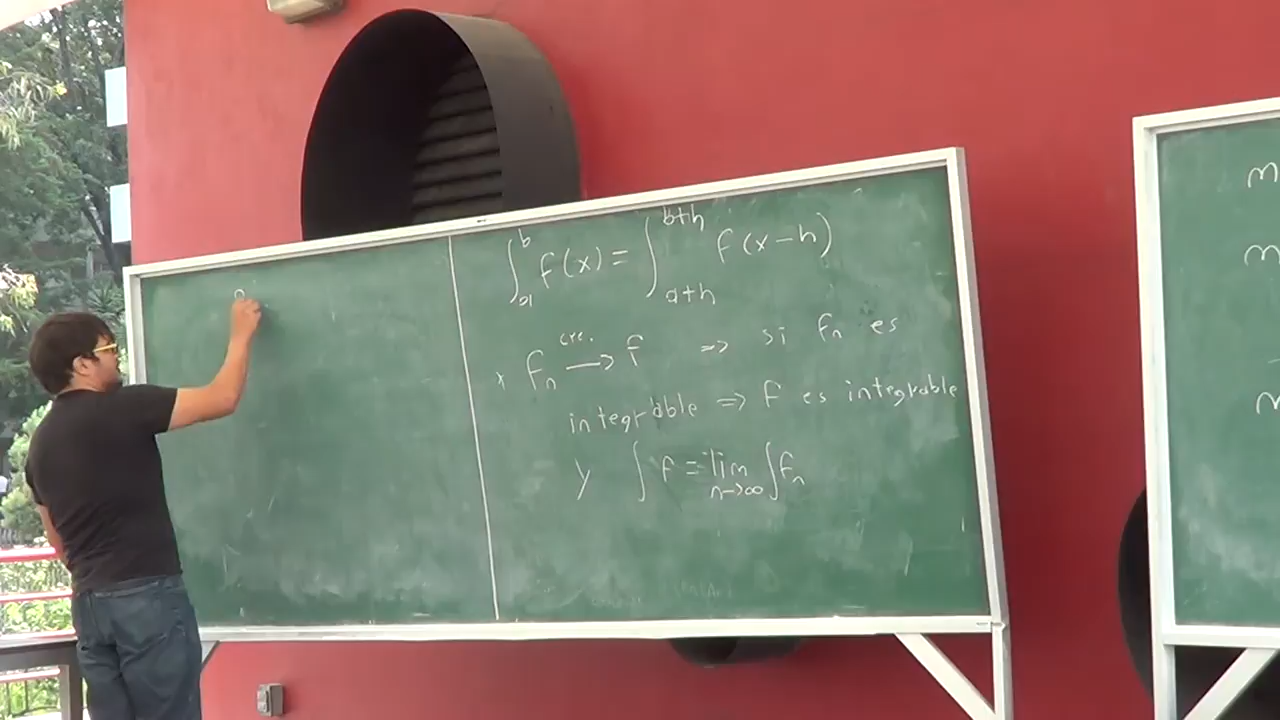 ∫_a^b f(x) = ∫_{a+h}^{b+h} f(x-h)
x f_n —cre.→ f ⇒ si f_n es
integrable ⇒ f es integrable
y ∫ f = lim_{n→∞} ∫ f_n
m
m
m